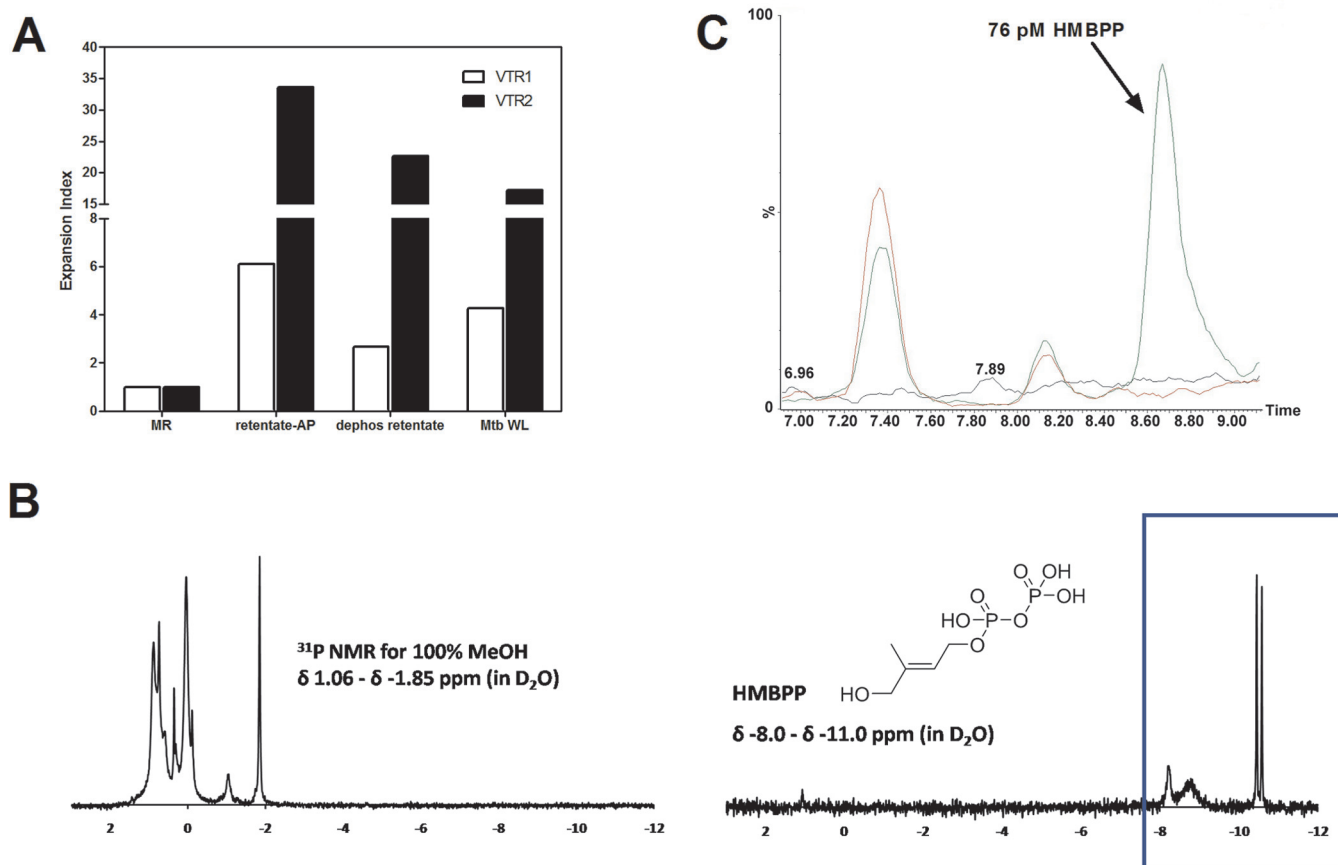 A
40
35
30
25
20
15
8
6
4
2
0
Expansion Index
VTR1
VTR2
MR
retentate-AP
dephos retentate
Mtb WL
C
100
%
0
76 pM HMBPP
6.96
7.89
7.00 7.20 7.40 7.60 7.80 8.00 8.20 8.40 8.60 8.80 9.00
Time
B
³¹P NMR for 100% MeOH
δ 1.06 - δ -1.85 ppm (in D₂O)
2 0 -2 -4 -6 -8 -10 -12
O
OH
P
OH
O
HO
P
O
O
HO
HMBPP
δ -8.0 - δ -11.0 ppm (in D₂O)
2 0 -2 -4 -6 -8 -10 -12